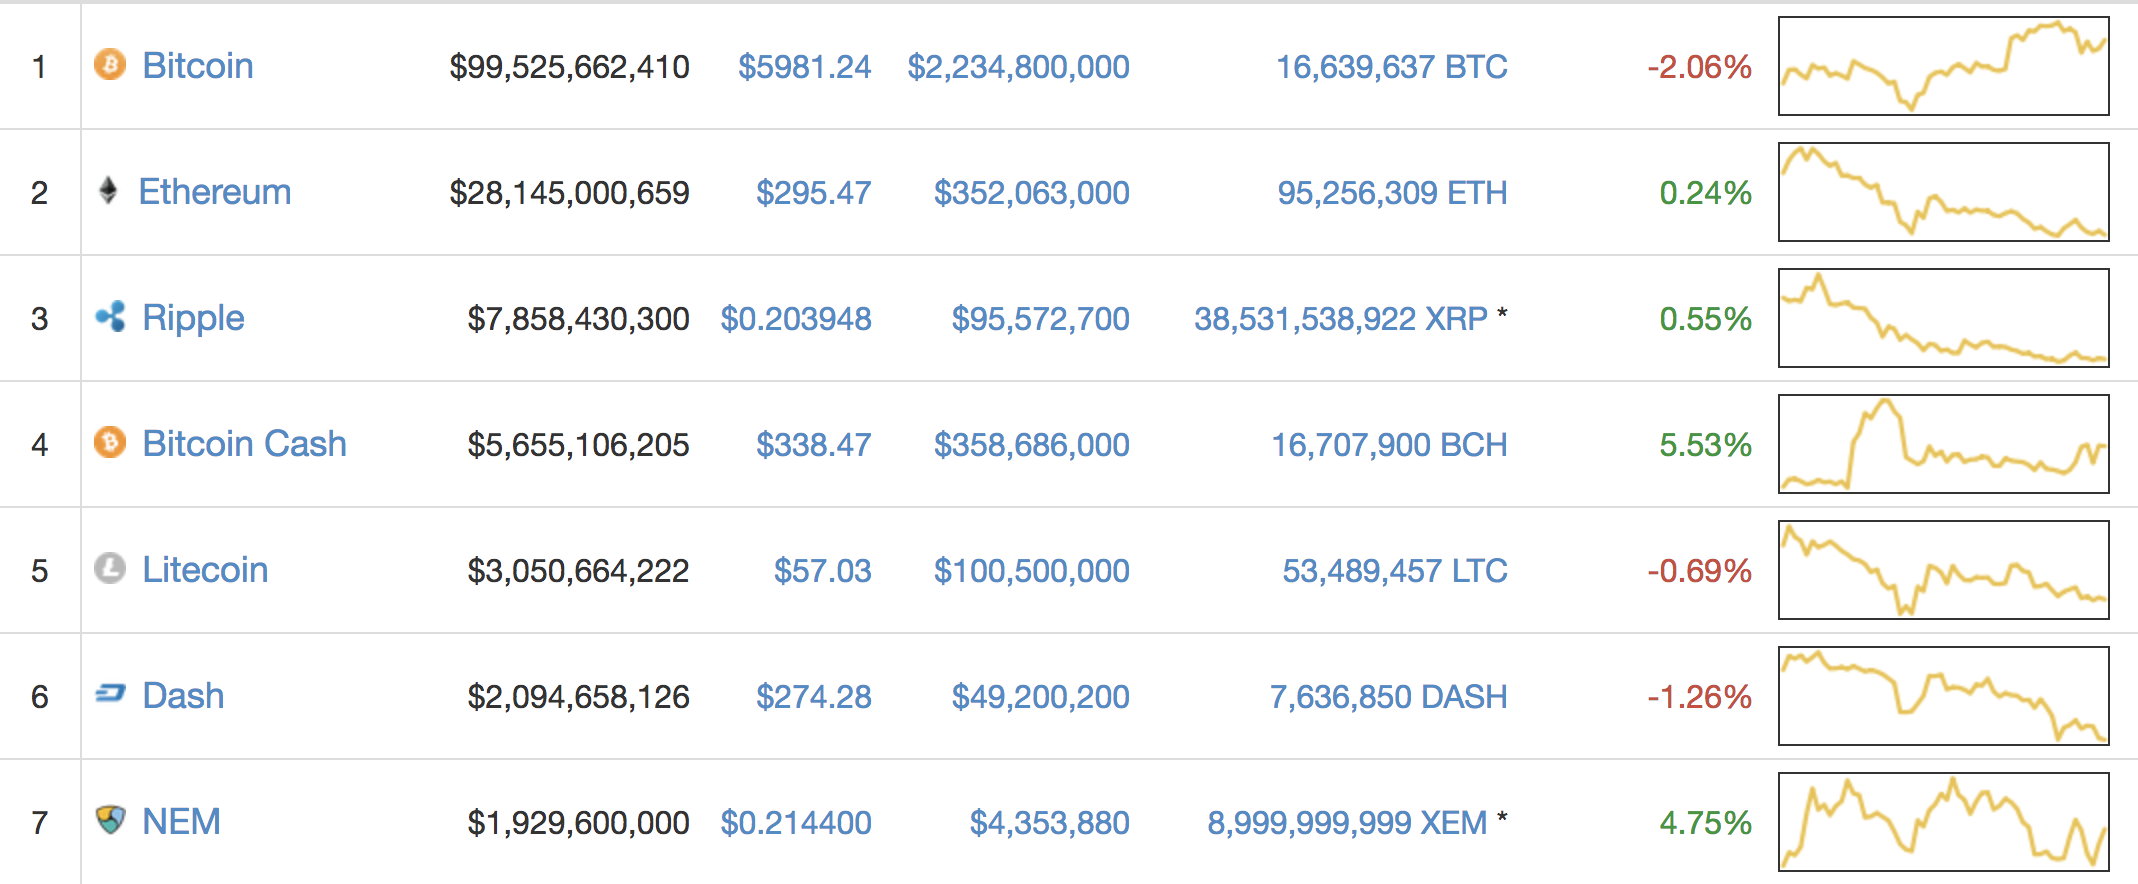 1 Bitcoin $99,525,662,410 $5981.24 $2,234,800,000 16,639,637 BTC -2.06%
2 Ethereum $28,145,000,659 $295.47 $352,063,000 95,256,309 ETH 0.24%
3 Ripple $7,858,430,300 $0.203948 $95,572,700 38,531,538,922 XRP * 0.55%
4 Bitcoin Cash $5,655,106,205 $338.47 $358,686,000 16,707,900 BCH 5.53%
5 Litecoin $3,050,664,222 $57.03 $100,500,000 53,489,457 LTC -0.69%
6 Dash $2,094,658,126 $274.28 $49,200,200 7,636,850 DASH -1.26%
7 NEM $1,929,600,000 $0.214400 $4,353,880 8,999,999,999 XEM * 4.75%